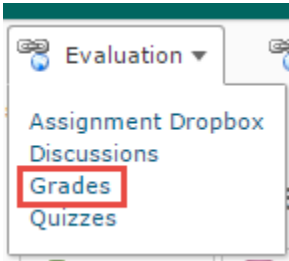 Evaluation
Assignment Dropbox
Discussions
Grades
Quizzes